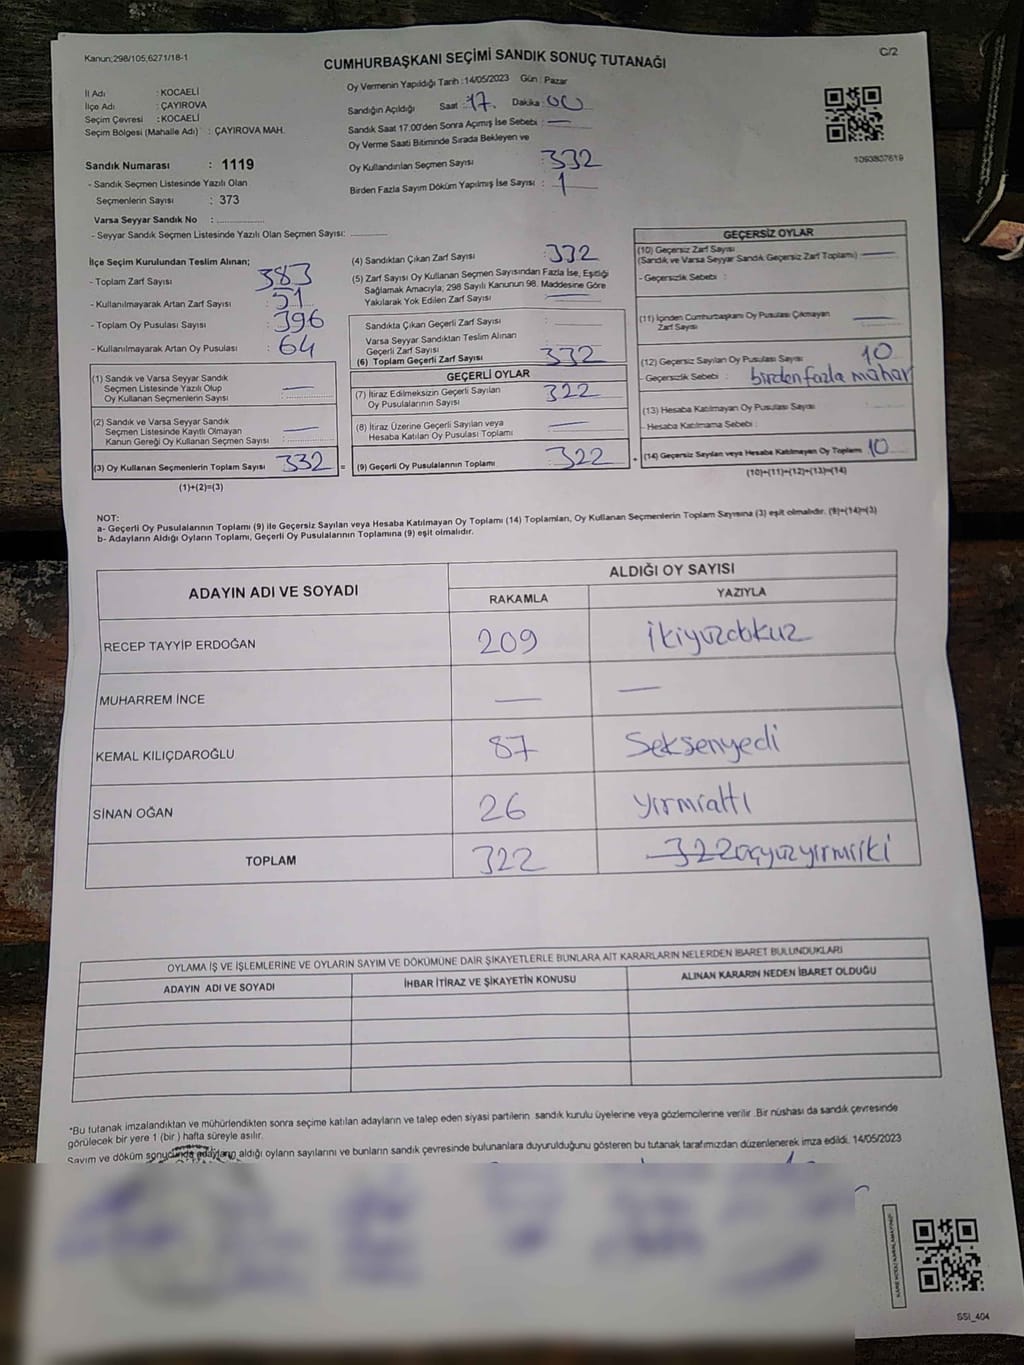 Kanun;298/105,6271/18-1
CUMHURBAŞKANI SEÇİMİ SANDIK SONUÇ TUTANAĞI
C/2
İl Adı : KOCAELİ
İlçe Adı : ÇAYIROVA
Seçim Çevresi : KOCAELİ
Seçim Bölgesi (Mahalle Adı) : ÇAYIROVA MAH.
Sandık Numarası : 1119
- Sandık Seçmen Listesinde Yazılı Olan
Seçmenlerin Sayısı : 373
Varsa Seyyar Sandık No :
- Seyyar Sandık Seçmen Listesinde Yazılı Olan Seçmen Sayısı:
Oy Vermenin Yapıldığı Tarih :14/05/2023 Gün : Pazar
Sandığın Açıldığı Saat : 17. Dakika : 00
Sandık Saat 17.00'den Sonra Açımış İse Sebebi : —
Oy Verme Saati Bitiminde Sırada Bekleyen ve
Oy Kullandırılan Seçmen Sayısı : 332
Birden Fazla Sayım Döküm Yapılmış İse Sayısı : 1
1093807619
İlçe Seçim Kurulundan Teslim Alınan;
- Toplam Zarf Sayısı : 383
- Kullanılmayarak Artan Zarf Sayısı : 51
- Toplam Oy Pusulası Sayısı : 396
- Kullanılmayarak Artan Oy Pusulası : 64
(1) Sandık ve Varsa Seyyar Sandık
Seçmen Listesinde Yazılı Olup
Oy Kullanan Seçmenlerin Sayısı : —
(2) Sandık ve Varsa Seyyar Sandık
Seçmen Listesinde Kayıtlı Olmayan
Kanun Gereği Oy Kullanan Seçmen Sayısı : —
(3) Oy Kullanan Seçmenlerin Toplam Sayısı 332 =
(1)+(2)=(3)
(4) Sandıktan Çıkan Zarf Sayısı : 332
(5) Zarf Sayısı Oy Kullanan Seçmen Sayısından Fazla İse, Eşitliği
Sağlamak Amacıyla; 298 Sayılı Kanunun 98. Maddesine Göre
Yakılarak Yok Edilen Zarf Sayısı : —
Sandıkta Çıkan Geçerli Zarf Sayısı :
Varsa Seyyar Sandıktan Teslim Alınan
Geçerli Zarf Sayısı :
(6) Toplam Geçerli Zarf Sayısı 332
GEÇERLİ OYLAR
(7) İtiraz Edilmeksizin Geçerli Sayılan
Oy Pusulalarının Sayısı : 322
(8) İtiraz Üzerine Geçerli Sayılan veya
Hesaba Katılan Oy Pusulası Toplamı : —
(9) Geçerli Oy Pusulalarının Toplamı 322 +
GEÇERSİZ OYLAR
(10) Geçersiz Zarf Sayısı
(Sandık ve Varsa Seyyar Sandık Geçersiz Zarf Toplamı) : —
- Geçersizlik Sebebi :
(11) İçinden Cumhurbaşkanı Oy Pusulası Çıkmayan
Zarf Sayısı : —
(12) Geçersiz Sayılan Oy Pusulası Sayısı : 10
- Geçersizlik Sebebi : birden fazla mühür
(13) Hesaba Katılmayan Oy Pusulası Sayısı :
- Hesaba Katılmama Sebebi :
(14) Geçersiz Sayılan veya Hesaba Katılmayan Oy Toplamı 10
(10)+(11)+(12)+(13)=(14)
NOT:
a- Geçerli Oy Pusulalarının Toplamı (9) ile Geçersiz Sayılan veya Hesaba Katılmayan Oy Toplamı (14) Toplamları, Oy Kullanan Seçmenlerin Toplam Sayısına (3) eşit olmalıdır. (9)+(14)=(3)
b- Adayların Aldığı Oyların Toplamı, Geçerli Oy Pusulalarının Toplamına (9) eşit olmalıdır.
ADAYIN ADI VE SOYADI
ALDIĞI OY SAYISI
RAKAMLA
YAZIYLA
RECEP TAYYİP ERDOĞAN 209 ikiyüzdokuz
MUHARREM İNCE — —
KEMAL KILIÇDAROĞLU 87 Seksenyedi
SİNAN OĞAN 26 yırmıaltı
TOPLAM 322 322 üçyüzyirmiiki
OYLAMA İŞ VE İŞLEMLERİNE VE OYLARIN SAYIM VE DÖKÜMÜNE DAİR ŞİKAYETLERLE BUNLARA AİT KARARLARIN NELERDEN İBARET BULUNDUKLARI
ADAYIN ADI VE SOYADI
İHBAR İTİRAZ VE ŞİKAYETİN KONUSU
ALINAN KARARIN NEDEN İBARET OLDUĞU
*Bu tutanak imzalandıktan ve mühürlendikten sonra seçime katılan adayların ve talep eden siyasi partilerin sandık kurulu üyelerine veya gözlemcilerine verilir .Bir nüshası da sandık çevresinde
görülecek bir yere 1 (bir ) hafta süreyle asılır.
Sayım ve döküm sonucunda adayların aldığı oyların sayılarını ve bunların sandık çevresinde bulunanlara duyurulduğunu gösteren bu tutanak tarafımızdan düzenlenerek imza edildi. 14/05/2023
SSI_404